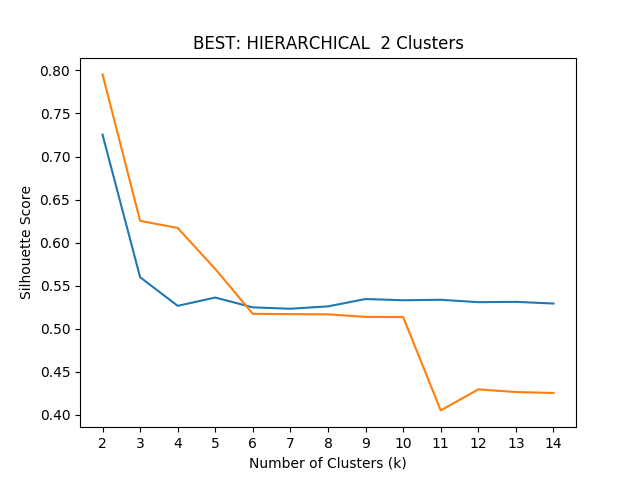 BEST: HIERARCHICAL  2 Clusters
0.80
0.75
0.70
0.65
0.60
0.55
0.50
0.45
0.40
Silhouette Score
2 3 4 5 6 7 8 9 10 11 12 13 14
Number of Clusters (k)